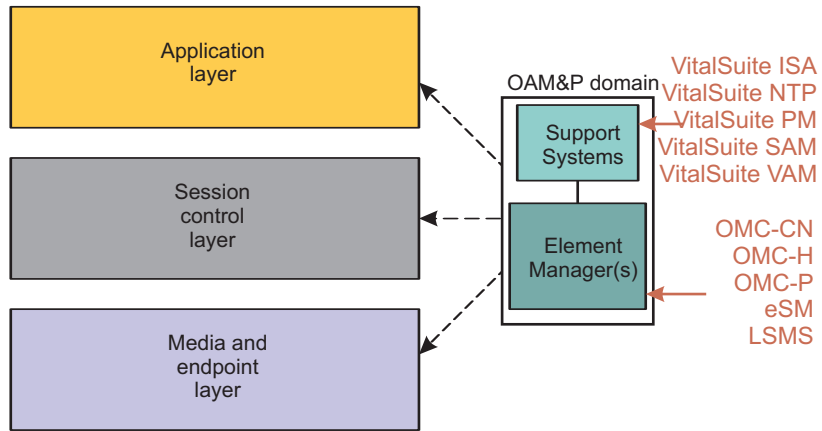 Application
layer
Session
control
layer
Media and
endpoint
layer
OAM&P domain
Support
Systems
Element
Manager(s)
VitalSuite ISA
VitalSuite NTP
VitalSuite PM
VitalSuite SAM
VitalSuite VAM
OMC-CN
OMC-H
OMC-P
eSM
LSMS